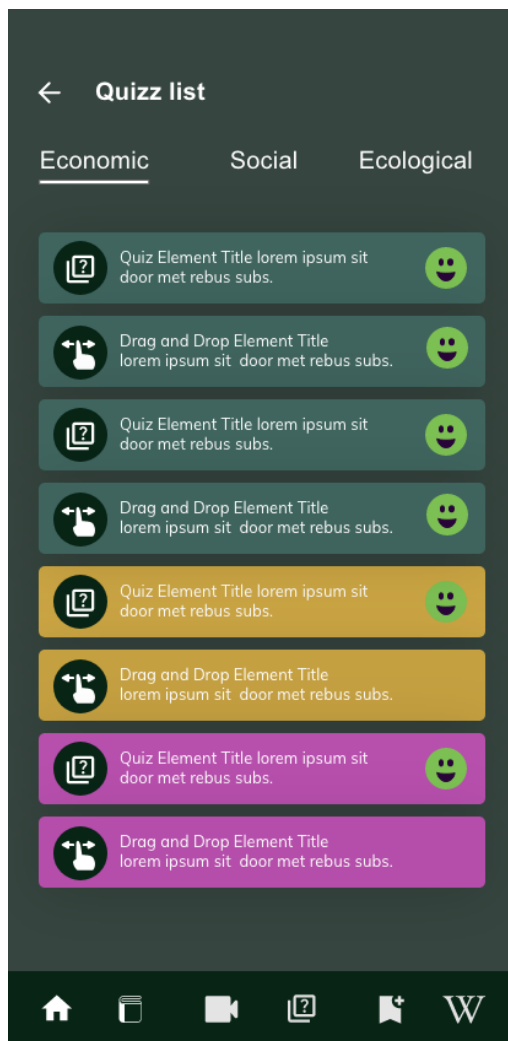 Quizz list
Economic Social Ecological
Quiz Element Title lorem ipsum sit
door met rebus subs.
Drag and Drop Element Title
lorem ipsum sit door met rebus subs.
Quiz Element Title lorem ipsum sit
door met rebus subs.
Drag and Drop Element Title
lorem ipsum sit door met rebus subs.
Quiz Element Title lorem ipsum sit
door met rebus subs.
Drag and Drop Element Title
lorem ipsum sit door met rebus subs.
Quiz Element Title lorem ipsum sit
door met rebus subs.
Drag and Drop Element Title
lorem ipsum sit door met rebus subs.
W